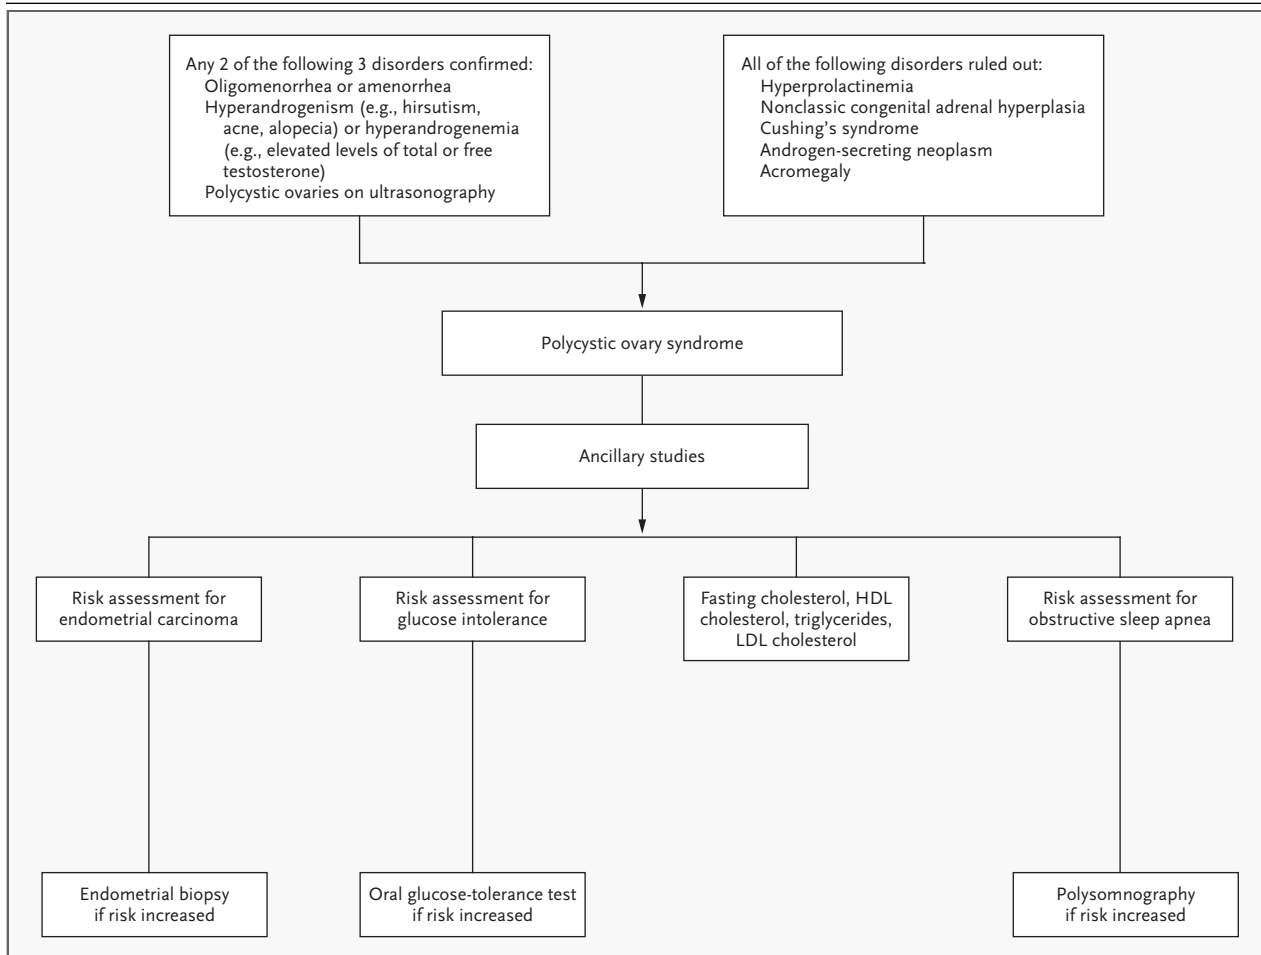 Any 2 of the following 3 disorders confirmed:
Oligomenorrhea or amenorrhea
Hyperandrogenism (e.g., hirsutism,
acne, alopecia) or hyperandrogenemia
(e.g., elevated levels of total or free
testosterone)
Polycystic ovaries on ultrasonography
All of the following disorders ruled out:
Hyperprolactinemia
Nonclassic congenital adrenal hyperplasia
Cushing's syndrome
Androgen-secreting neoplasm
Acromegaly
Polycystic ovary syndrome
Ancillary studies
Risk assessment for
endometrial carcinoma
Risk assessment for
glucose intolerance
Fasting cholesterol, HDL
cholesterol, triglycerides,
LDL cholesterol
Risk assessment for
obstructive sleep apnea
Endometrial biopsy
if risk increased
Oral glucose-tolerance test
if risk increased
Polysomnography
if risk increased